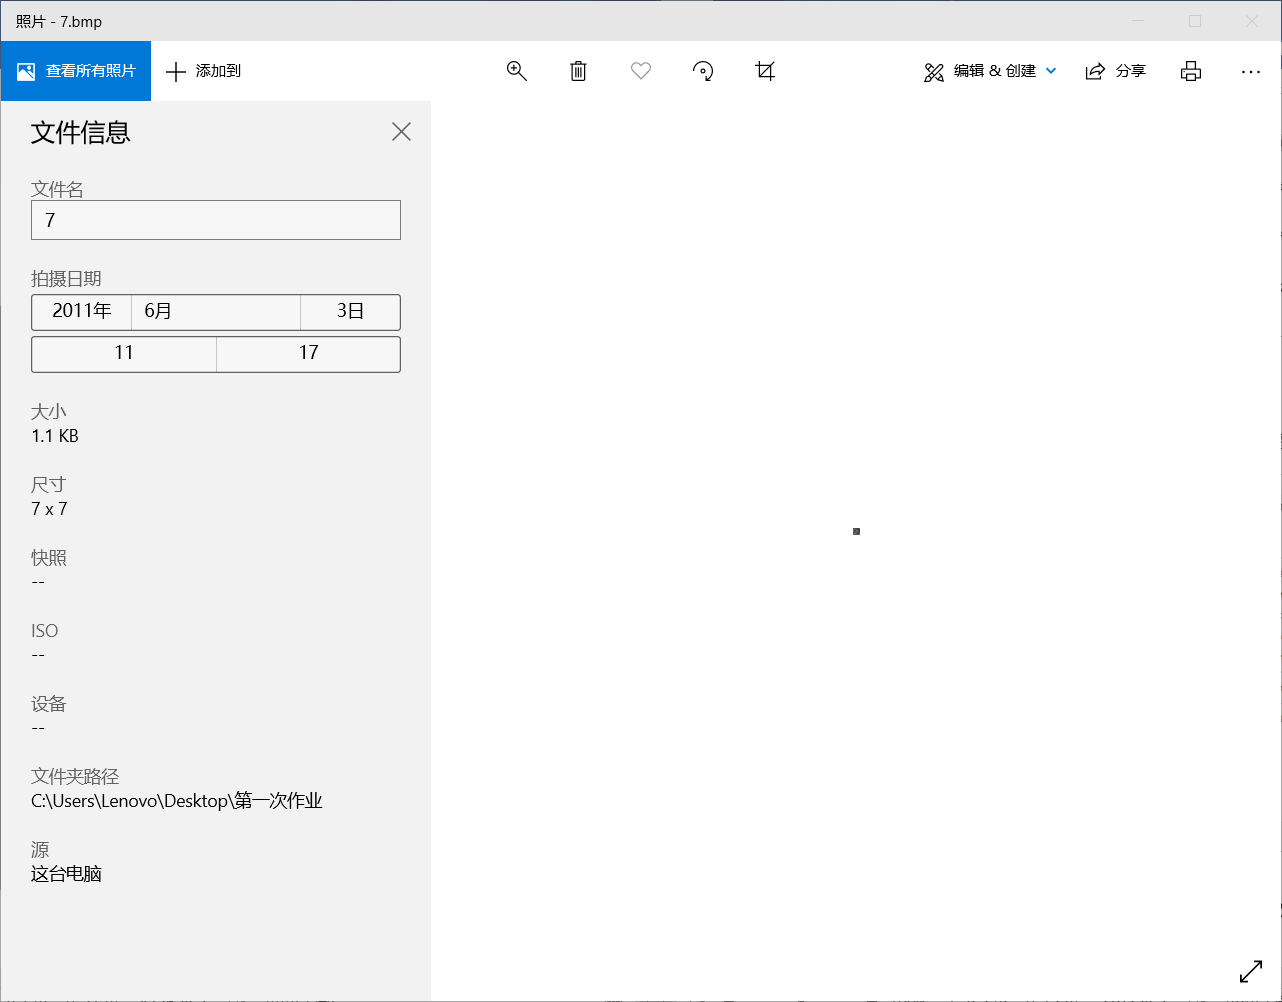 照片 - 7.bmp
查看所有照片 添加到 编辑 & 创建 分享
文件信息
文件名
7
拍摄日期
2011年 6月 3日
11 17
大小
1.1 KB
尺寸
7 x 7
快照
--
ISO
--
设备
--
文件夹路径
C:\Users\Lenovo\Desktop\第一次作业
源
这台电脑